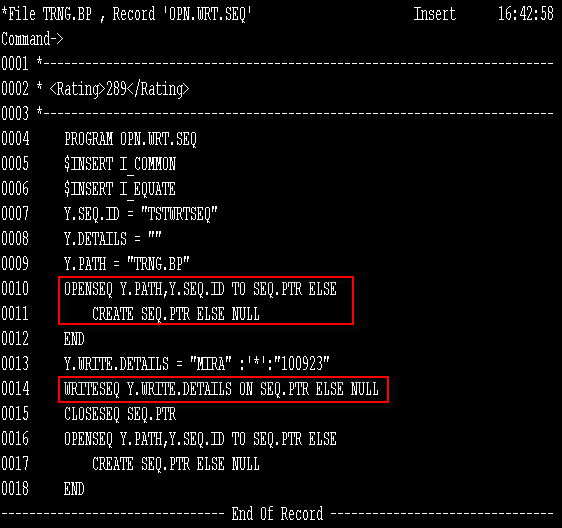 *File TRNG.BP , Record 'OPN.WRT.SEQ' Insert 16:42:58
Command->
0001 *---------------------------------------------------------------
0002 * <Rating>289</Rating>
0003 *---------------------------------------------------------------
0004 PROGRAM OPN.WRT.SEQ
0005 $INSERT I_COMMON
0006 $INSERT I_EQUATE
0007 Y.SEQ.ID = "TSTWRTSEQ"
0008 Y.DETAILS = ""
0009 Y.PATH = "TRNG.BP"
0010 OPENSEQ Y.PATH,Y.SEQ.ID TO SEQ.PTR ELSE
0011 CREATE SEQ.PTR ELSE NULL
0012 END
0013 Y.WRITE.DETAILS = "MIRA" :'*':"100923"
0014 WRITESEQ Y.WRITE.DETAILS ON SEQ.PTR ELSE NULL
0015 CLOSESEQ SEQ.PTR
0016 OPENSEQ Y.PATH,Y.SEQ.ID TO SEQ.PTR ELSE
0017 CREATE SEQ.PTR ELSE NULL
0018 END
---------------------------- End Of Record ----------------------------